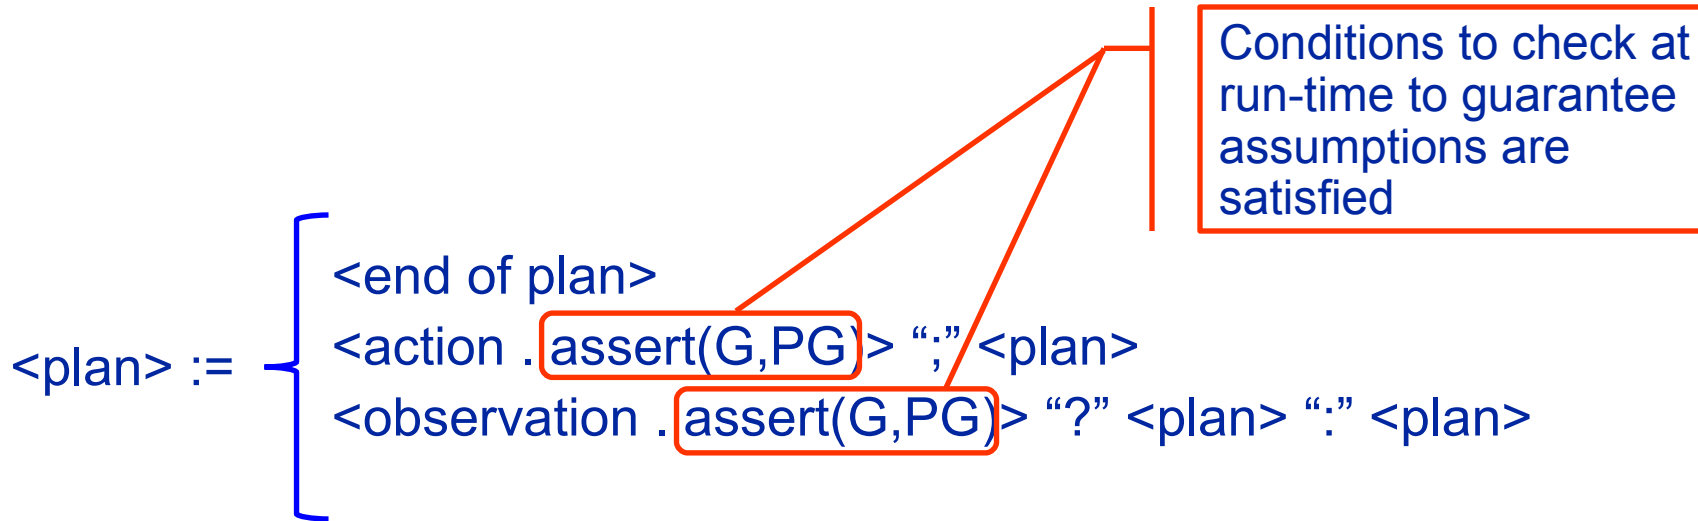 Conditions to check at
run-time to guarantee
assumptions are
satisfied
<end of plan>
<action . assert(G,PG)> “;” <plan>
<plan> :=
<observation . assert(G,PG)> “?” <plan> “:” <plan>